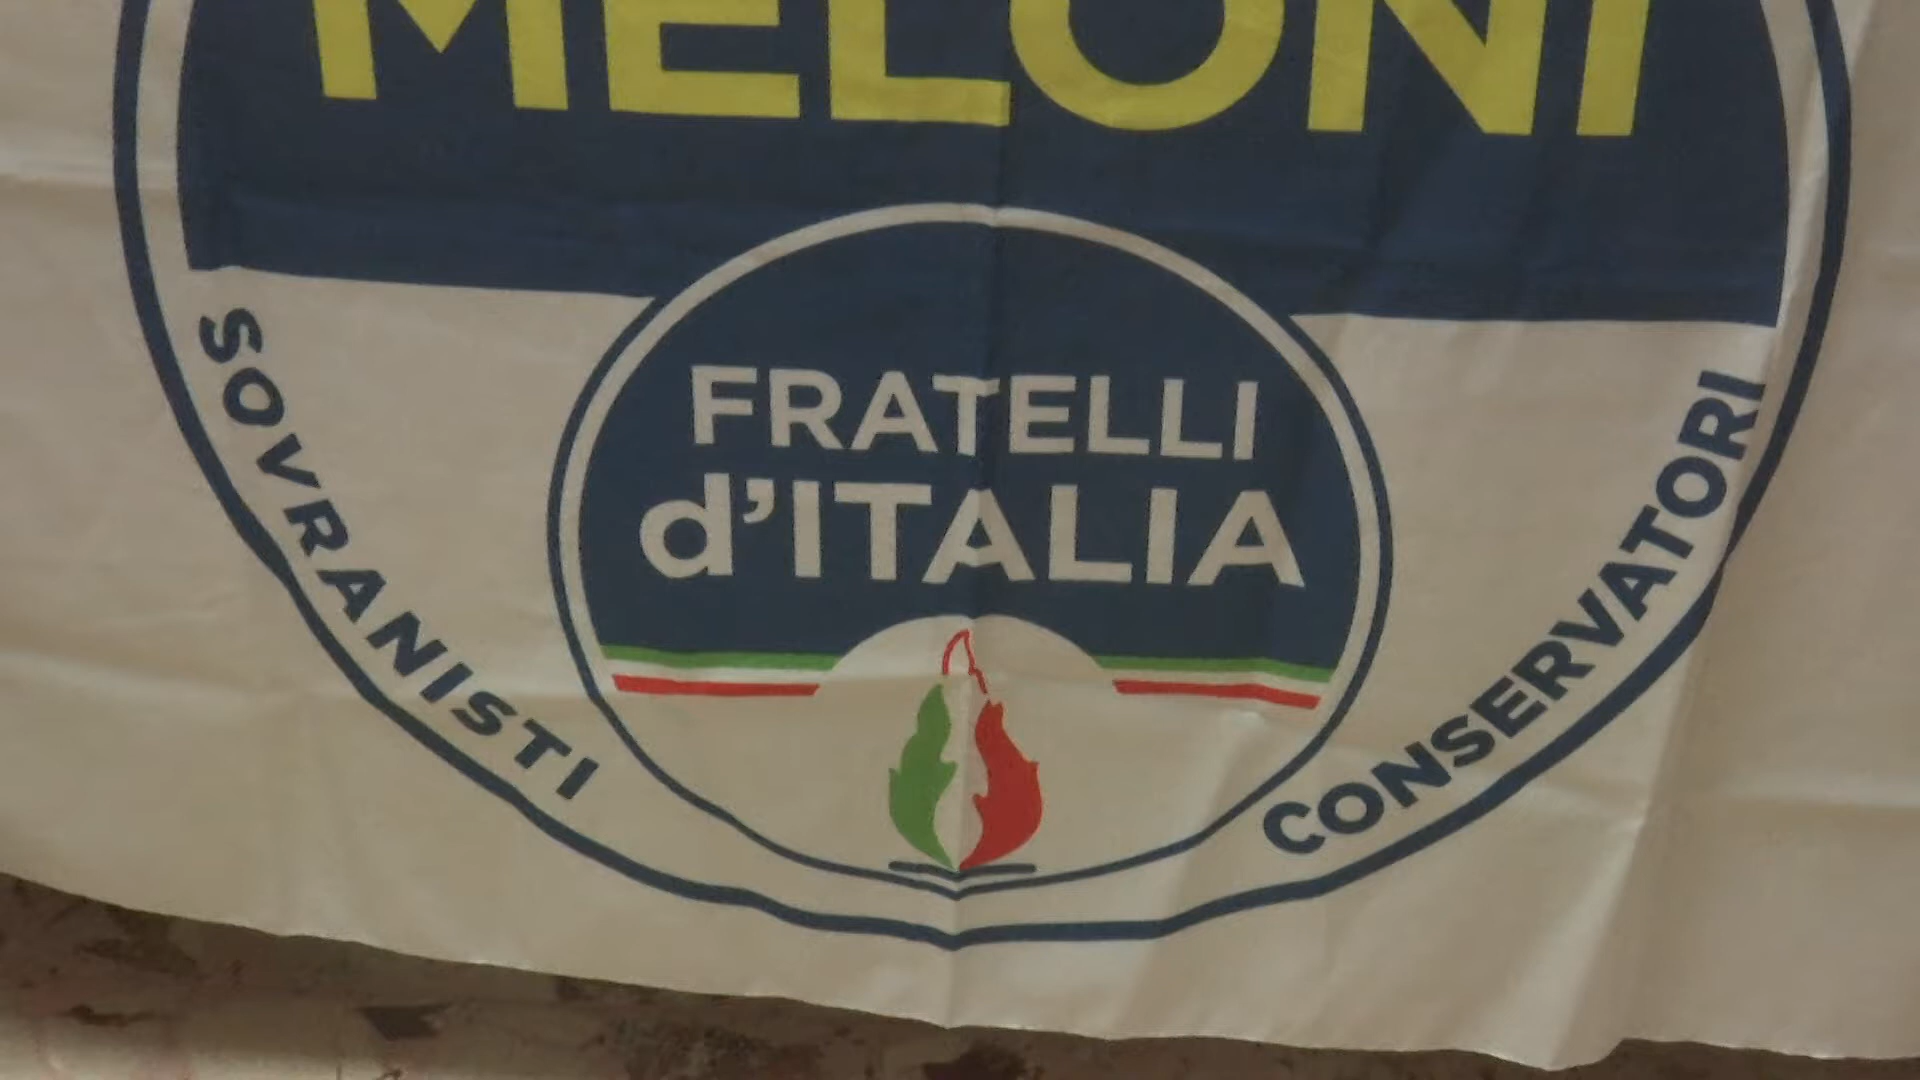 MELONI
FRATELLI
d'ITALIA
SOVRANISTI
CONSERVATORI